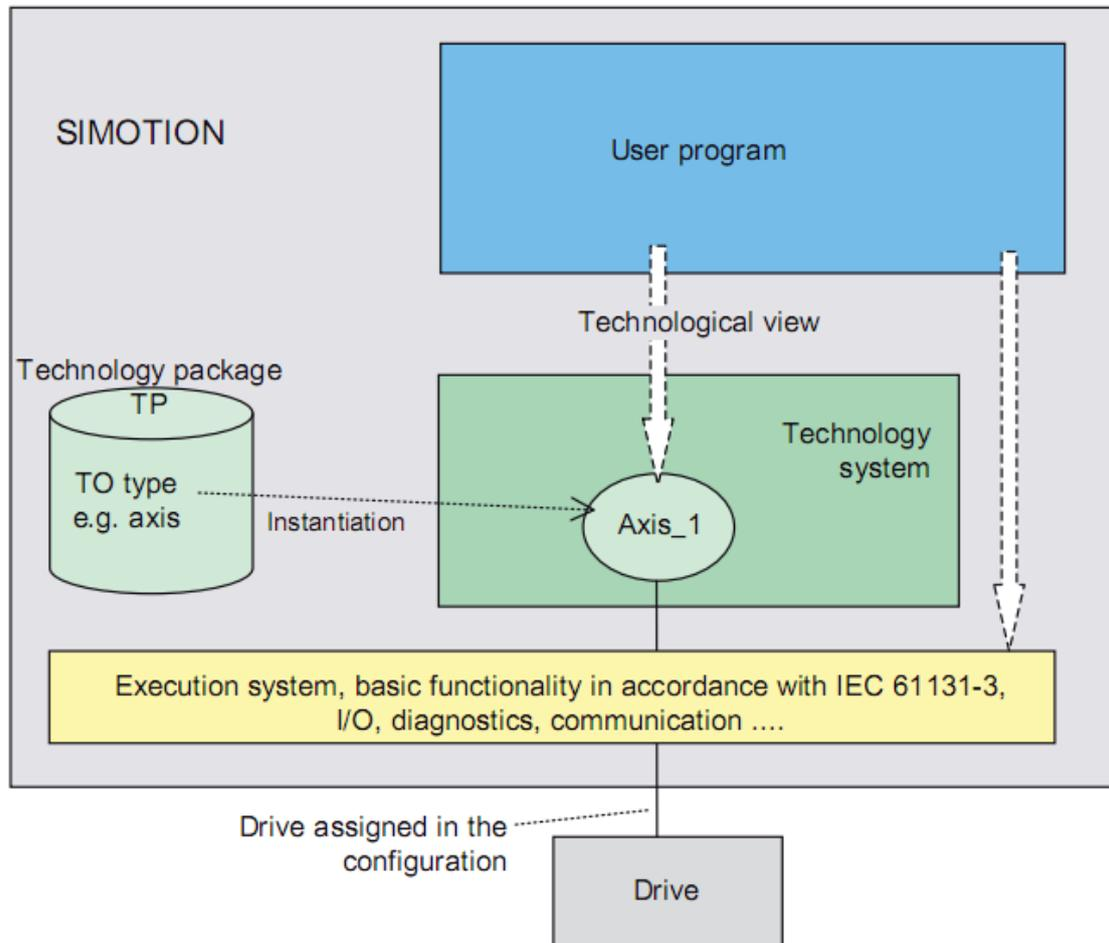 SIMOTION
User program
Technological view
Technology package
TP
TO type
e.g. axis
Instantiation
Technology
system
Axis_1
Execution system, basic functionality in accordance with IEC 61131-3,
I/O, diagnostics, communication ....
Drive assigned in the
configuration
Drive